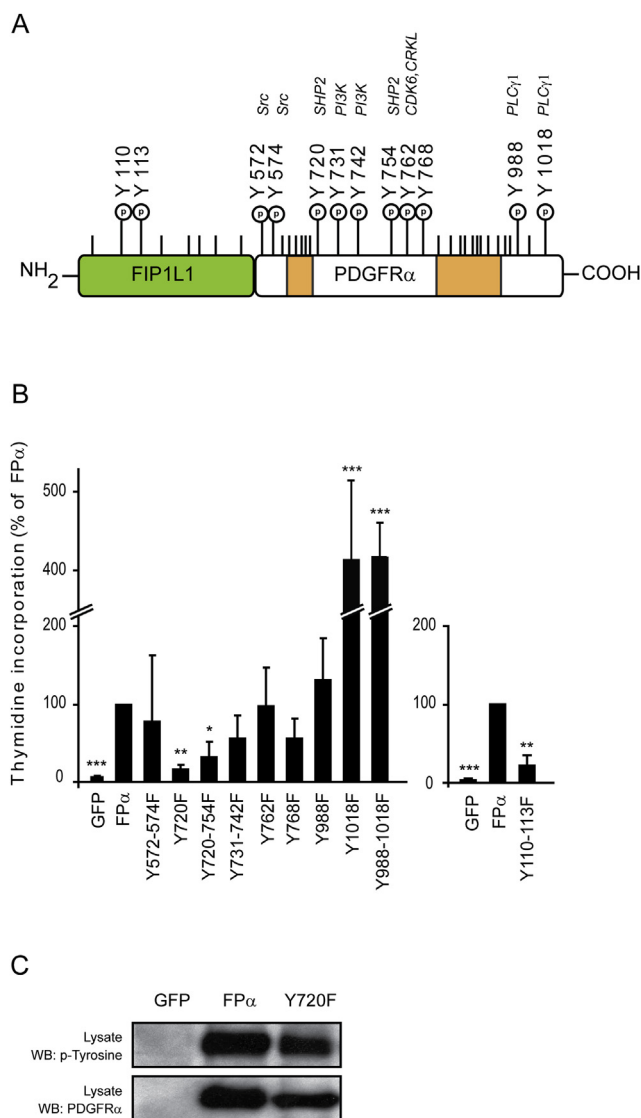 A
Src
Src
SHP2
PI3K
PI3K
SHP2
CDK6,CRKL
PLCγ1
PLCγ1
Y 110
Y 113
Y 572
Y 574
Y 720
Y 731
Y 742
Y 754
Y 762
Y 768
Y 988
Y 1018
p p p p p p p p p p p p
NH2
FIP1L1
PDGFRα
COOH
B
Thymidine incorporation (% of FPα)
500
400
200
100
0
***
**
*
***
***
GFP
FPα
Y572-574F
Y720F
Y720-754F
Y731-742F
Y762F
Y768F
Y988F
Y1018F
Y988-1018F
200
100
0
***
**
GFP
FPα
Y110-113F
C
GFP FPα Y720F
Lysate
WB: p-Tyrosine
Lysate
WB: PDGFRα